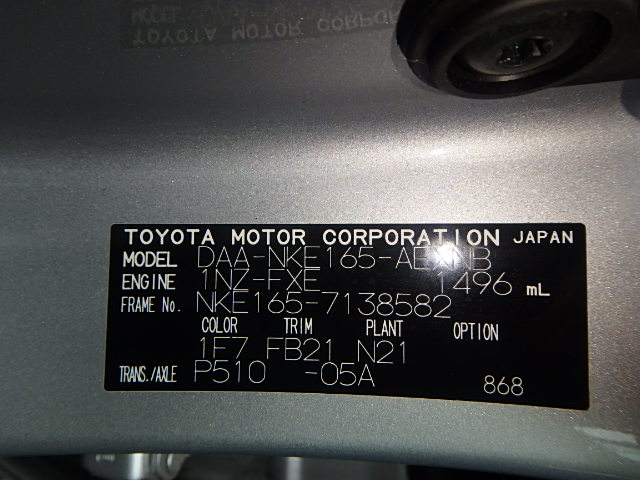 TOYOTA MOTOR CORPORATION JAPAN
MODEL DAA-NKE165-AEXNB
ENGINE 1NZ-FXE 1496 mL
FRAME No. NKE165-7138582
COLOR TRIM PLANT OPTION
1F7 FB21 N21
TRANS./AXLE P510 -05A 868